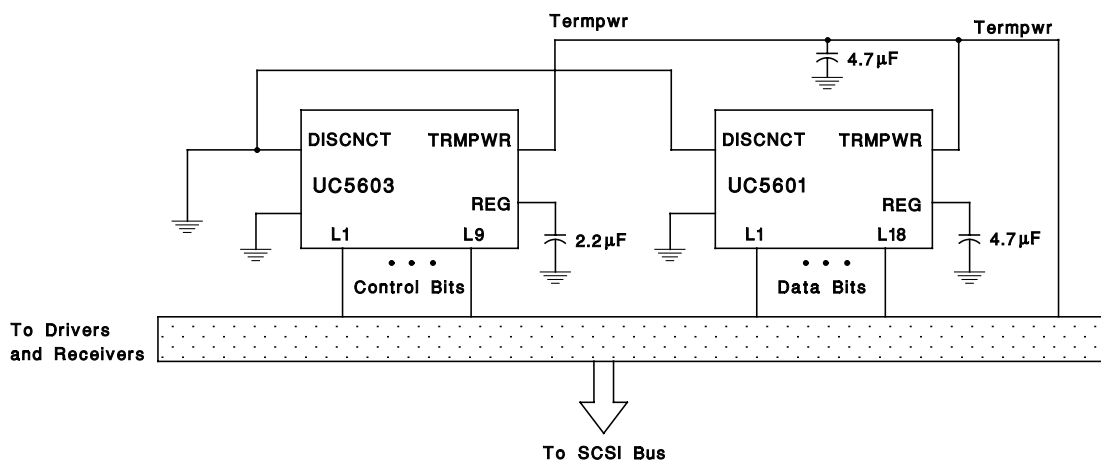 Termpwr
Termpwr
4.7μF
DISCNCT TRMPWR
UC5603
REG
L1 L9
2.2μF
Control Bits
DISCNCT TRMPWR
UC5601
REG
L1 L18
4.7μF
Data Bits
To Drivers
and Receivers
To SCSI Bus